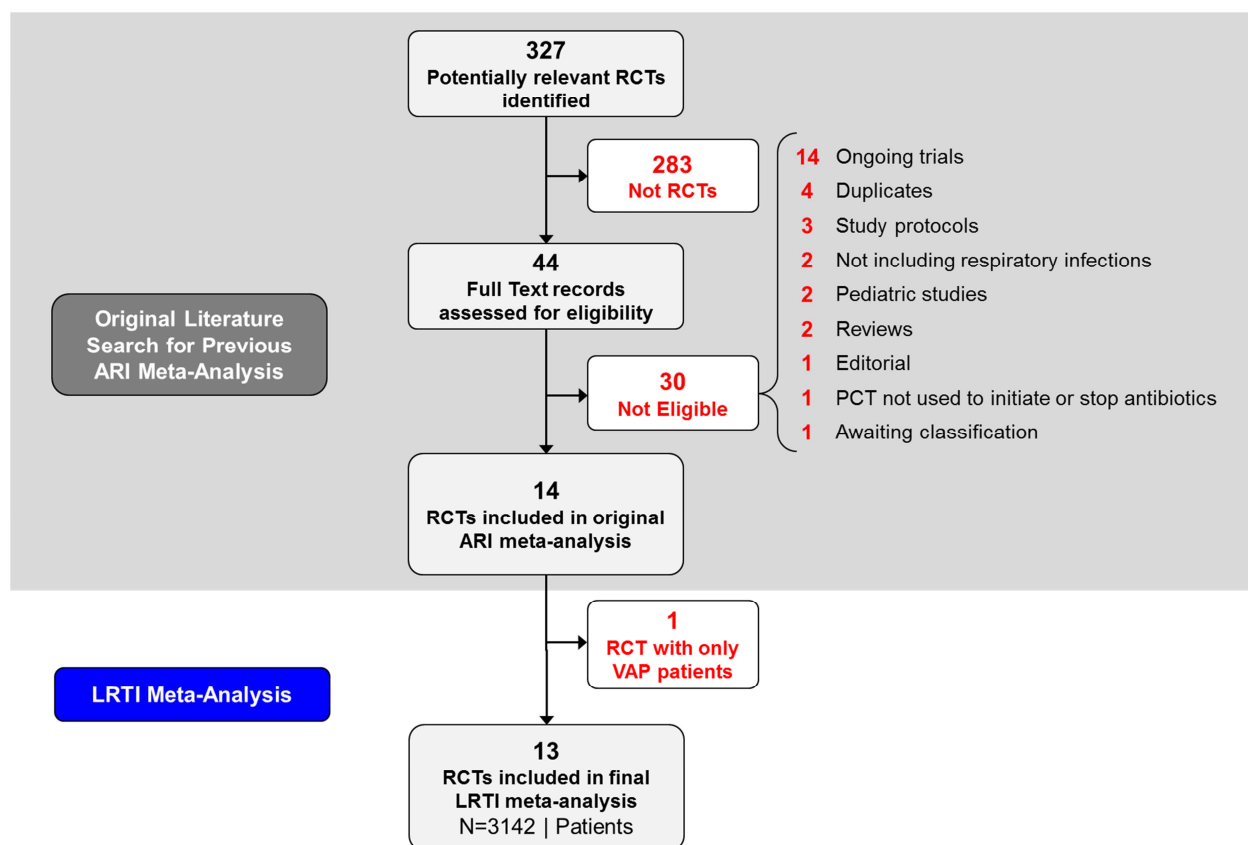 327
Potentially relevant RCTs
identified
283
Not RCTs
44
Full Text records
assessed for eligibility
30
Not Eligible
14 Ongoing trials
4 Duplicates
3 Study protocols
2 Not including respiratory infections
2 Pediatric studies
2 Reviews
1 Editorial
1 PCT not used to initiate or stop antibiotics
1 Awaiting classification
Original Literature
Search for Previous
ARI Meta-Analysis
14
RCTs included in original
ARI meta-analysis
1
RCT with only
VAP patients
LRTI Meta-Analysis
13
RCTs included in final
LRTI meta-analysis
N=3142 | Patients